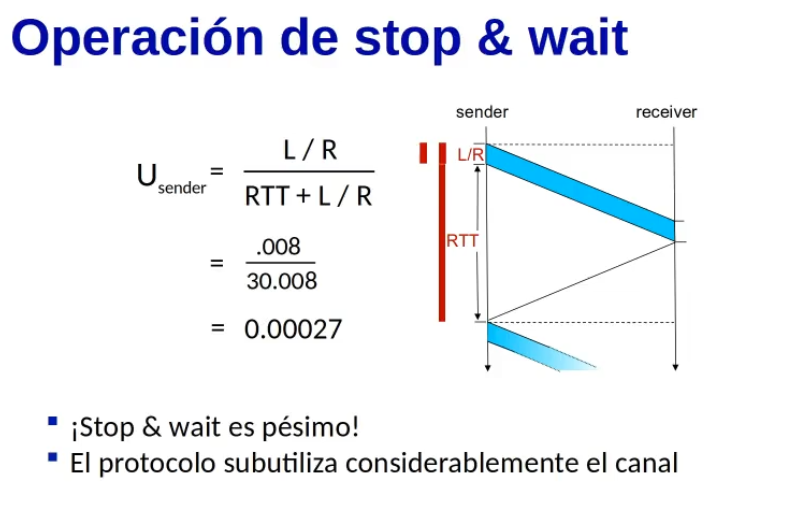 Operación de stop & wait
sender receiver
U sender = L / R
RTT + L / R
= .008
30.008
= 0.00027
L/R
RTT
¡Stop & wait es pésimo!
El protocolo subutiliza considerablemente el canal